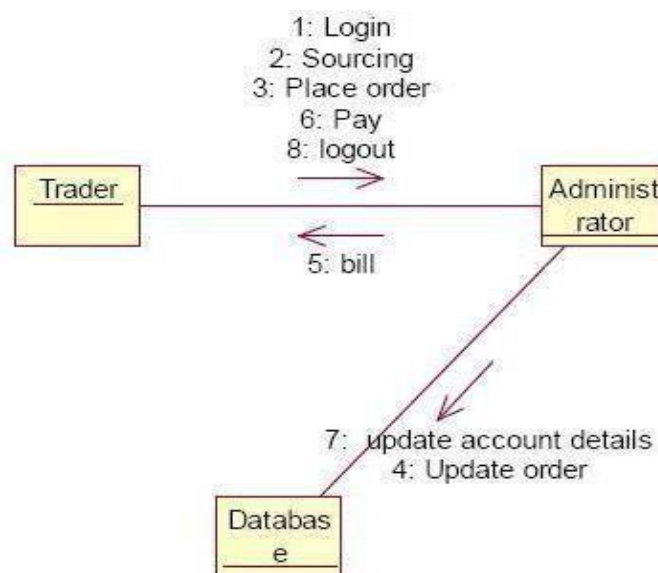 1: Login
2: Sourcing
3: Place order
6: Pay
8: logout
Trader
Administ
rator
5: bill
7: update account details
4: Update order
Databas
e